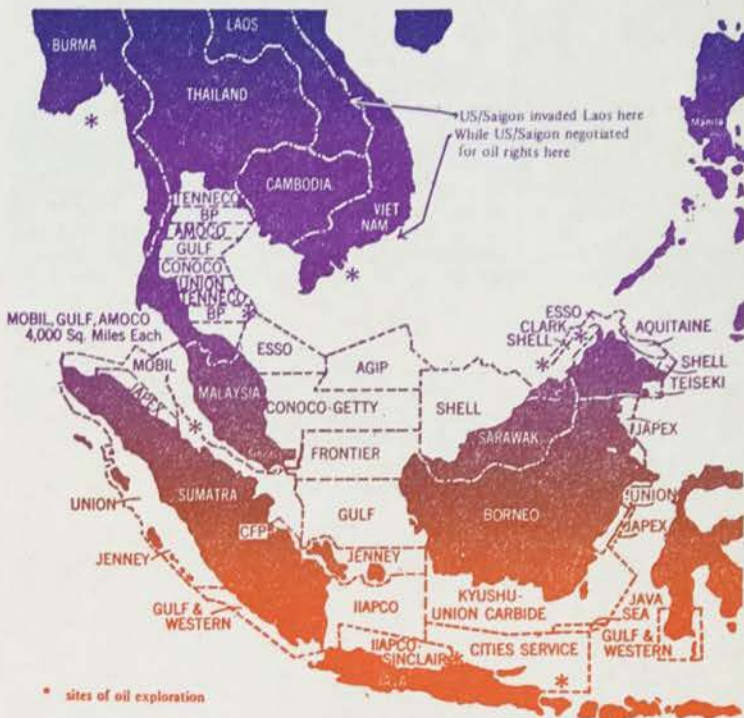 BURMA
LAOS
THAILAND
Manila
US/Saigon invaded Laos here
While US/Saigon negotiated
for oil rights here
CAMBODIA
VIET
NAM
TENNECO
BP
AMOCO
GULF
CONOCO
UNION
TENNECO
BP
MOBIL, GULF, AMOCO
4,000 Sq. Miles Each
MOBIL
JAPEX
MALAYSIA
ESSO
AGIP
CONOCO-GETTY
SHELL
ESSO
CLARK
SHELL
AQUITAINE
SHELL
TEISEKI
JAPEX
SARAWAK
FRONTIER
SUMATRA
UNION
GULF
BORNEO
UNION
JAPEX
CFP
JENNEY
JENNEY
GULF &
WESTERN
IIAPCO
KYUSHU-
UNION CARBIDE
JAVA
SEA
GULF &
WESTERN
IIAPCO-
SINCLAIR
CITIES SERVICE
JAVA
* sites of oil exploration